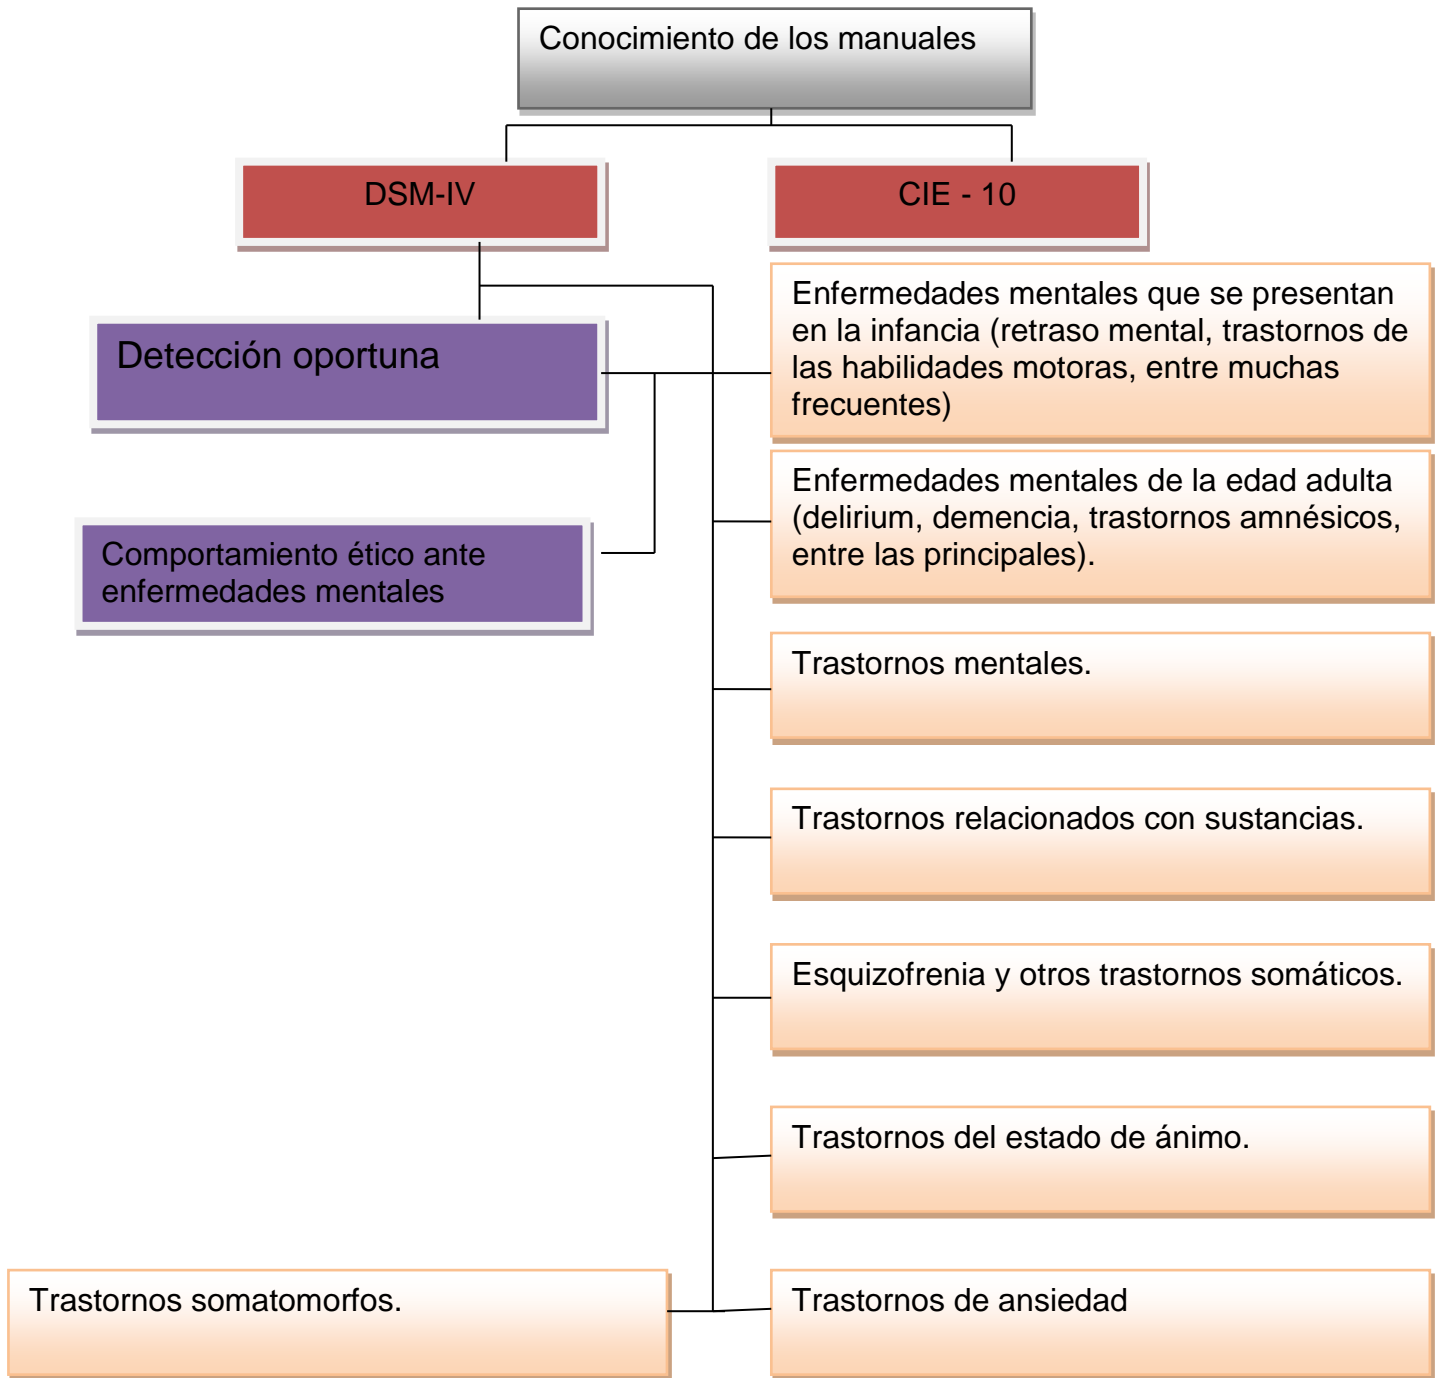 Conocimiento de los manuales
DSM-IV
CIE - 10
Detección oportuna
Enfermedades mentales que se presentan
en la infancia (retraso mental, trastornos de
las habilidades motoras, entre muchas
frecuentes)
Enfermedades mentales de la edad adulta
(delirium, demencia, trastornos amnésicos,
entre las principales).
Comportamiento ético ante
enfermedades mentales
Trastornos mentales.
Trastornos relacionados con sustancias.
Esquizofrenia y otros trastornos somáticos.
Trastornos del estado de ánimo.
Trastornos somatomorfos.
Trastornos de ansiedad